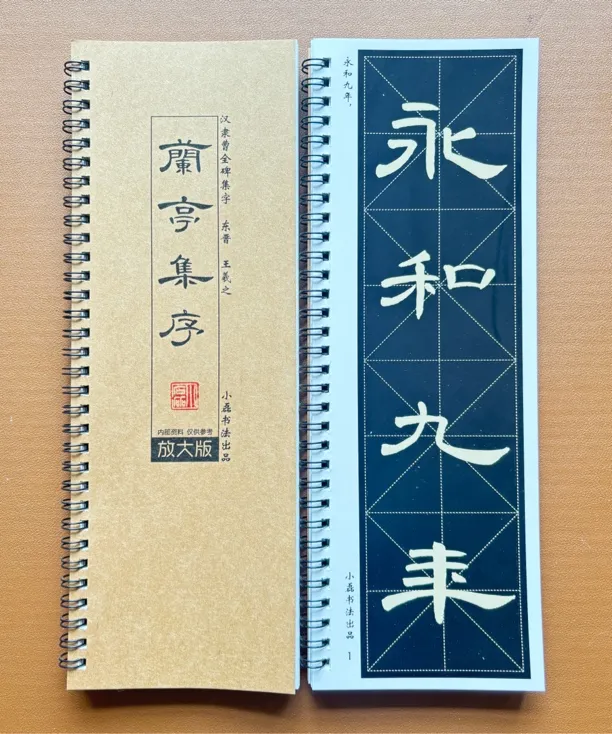 汉隶曹全碑集字 东晋 王羲之
蘭亭集序
小磊书法出品
内部资料 仅供参考
放大版
永和九年，
永和九年
小磊书法出品 1